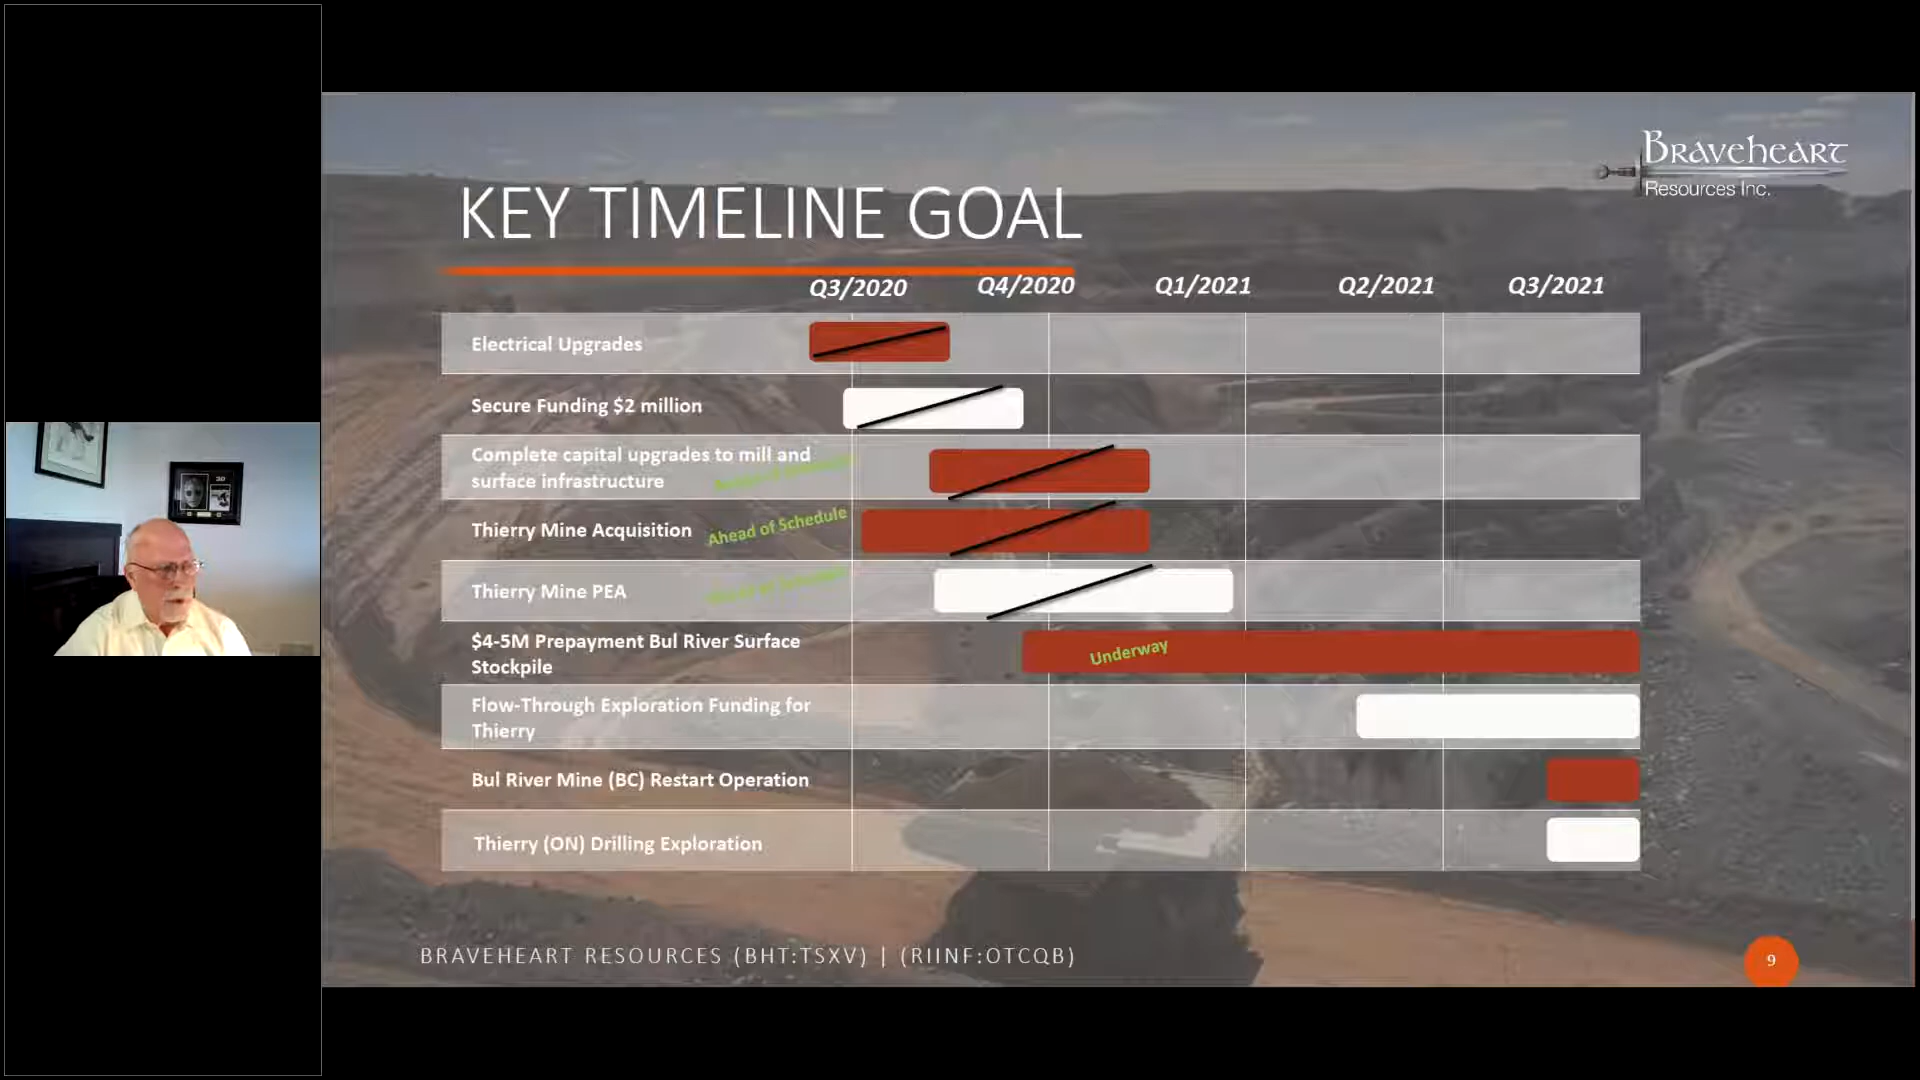 Braveheart
Resources Inc.
KEY TIMELINE GOAL
Q3/2020 Q4/2020 Q1/2021 Q2/2021 Q3/2021
Electrical Upgrades
Secure Funding $2 million
Complete capital upgrades to mill and
surface infrastructure
Thierry Mine Acquisition Ahead of Schedule
Thierry Mine PEA Ahead of Schedule
$4-5M Prepayment Bul River Surface
Stockpile
Underway
Flow-Through Exploration Funding for
Thierry
Bul River Mine (BC) Restart Operation
Thierry (ON) Drilling Exploration
BRAVEHEART RESOURCES (BHT:TSXV) | (RIINF:OTCQB)
9